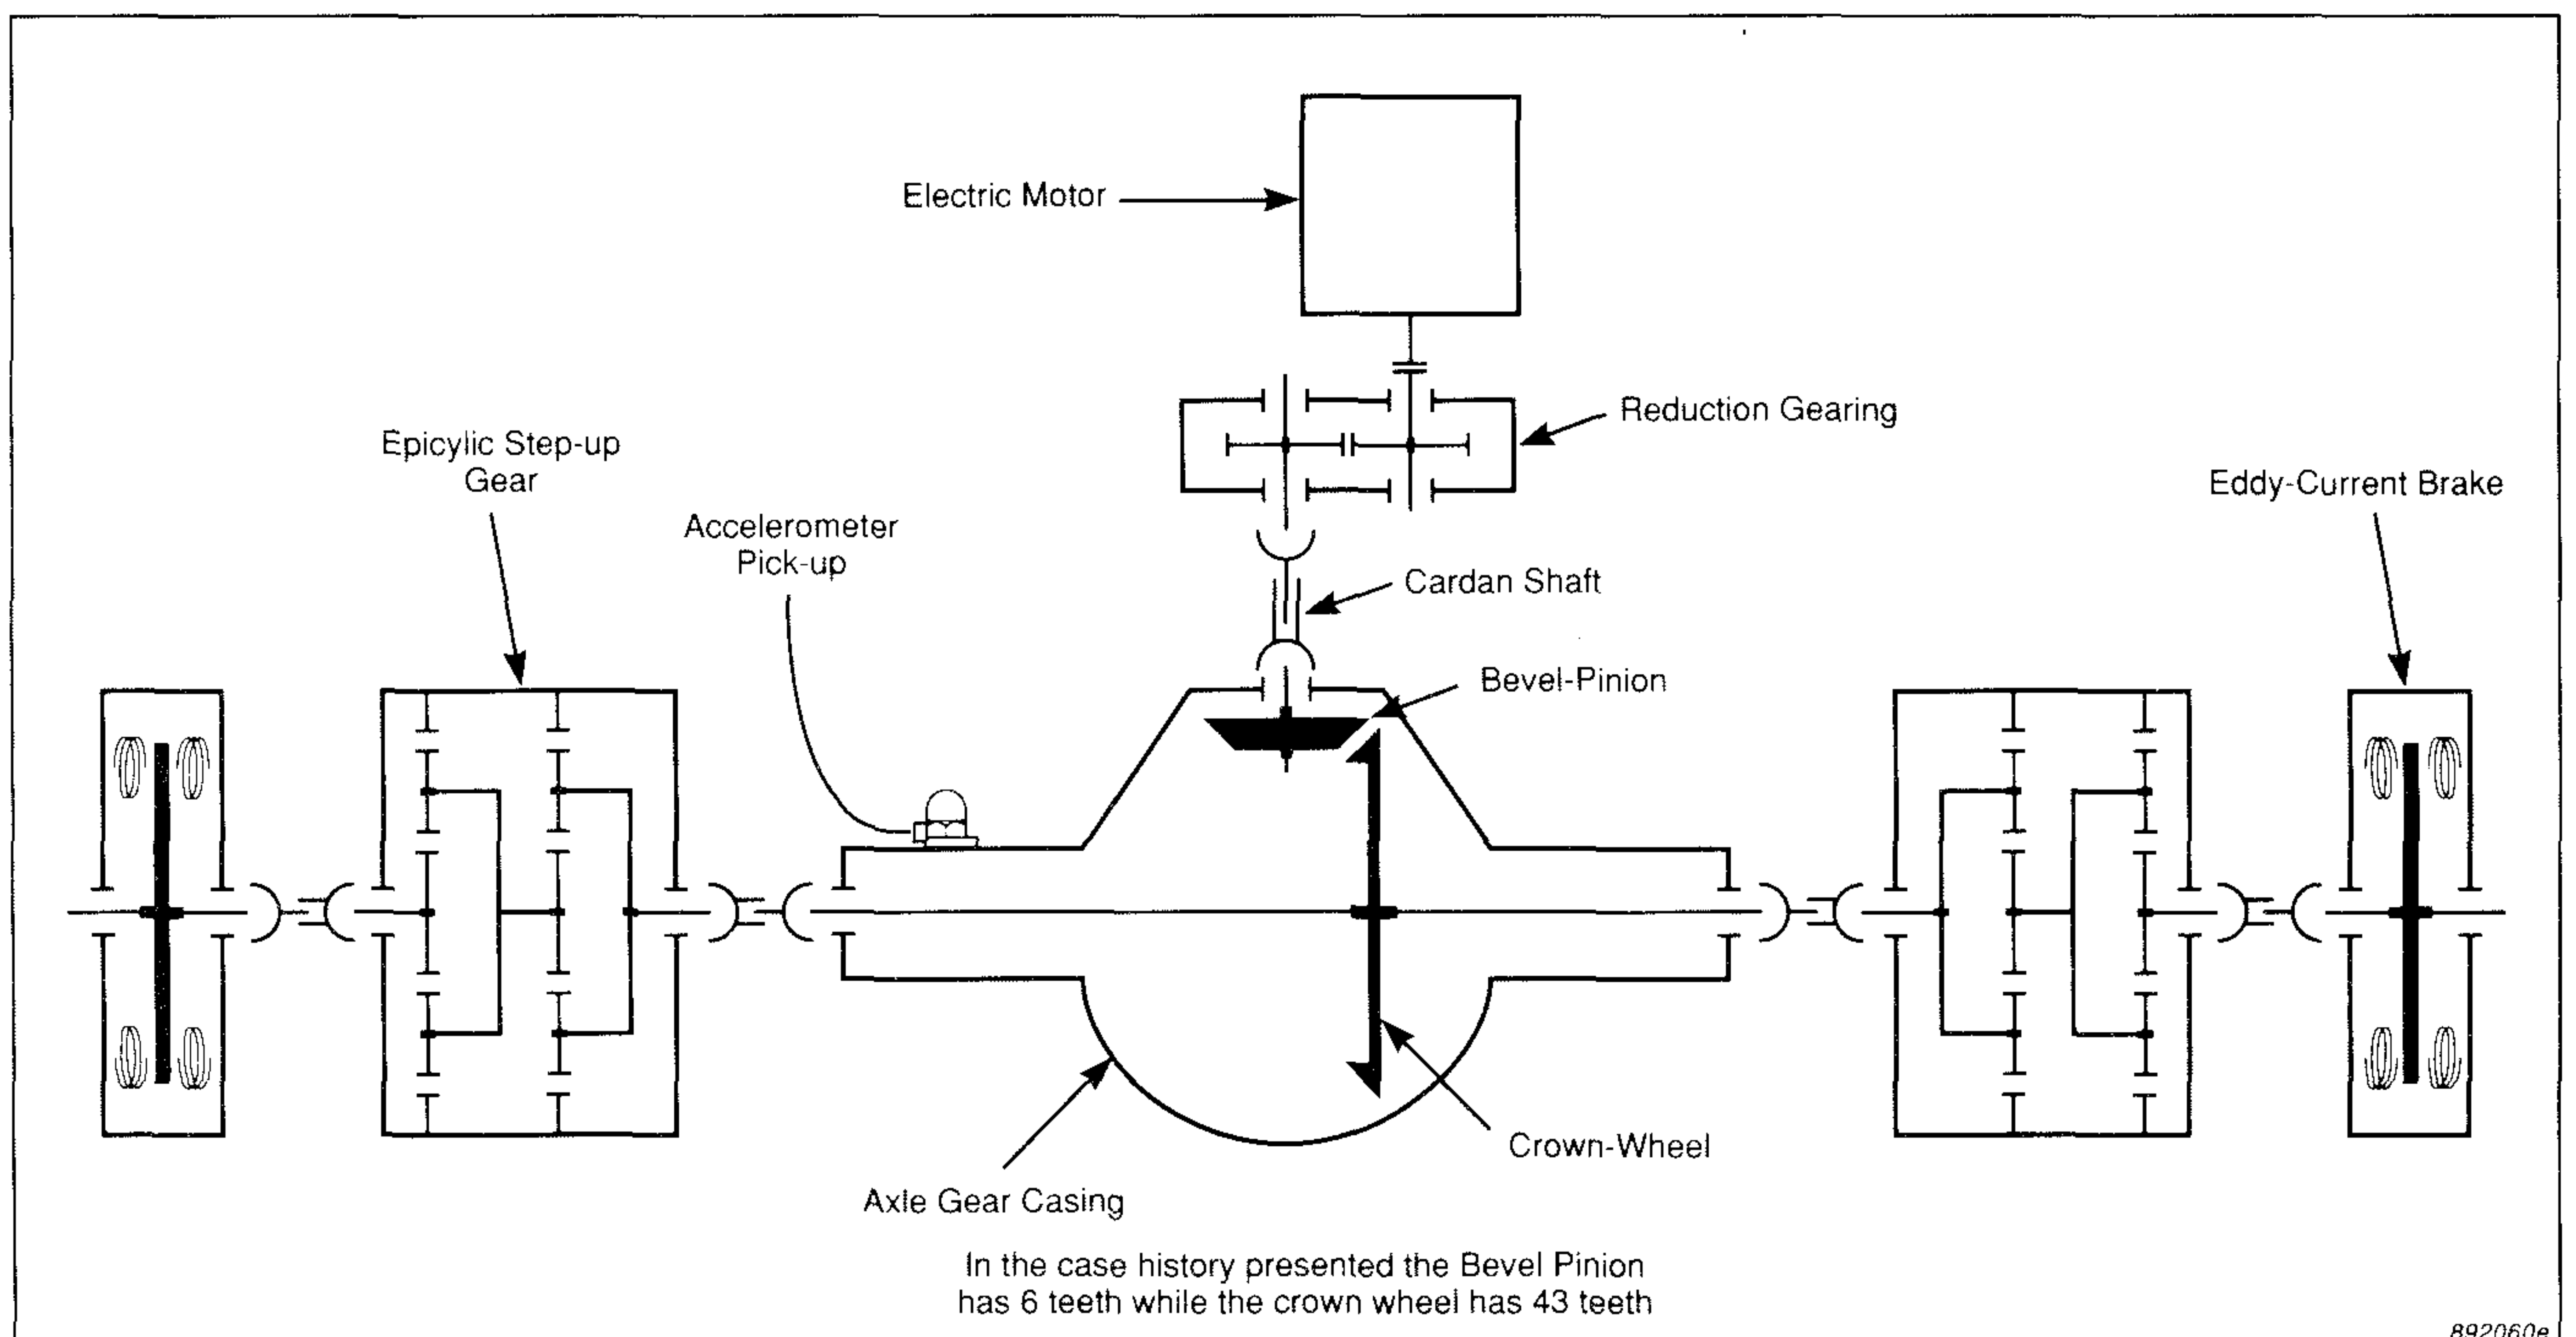 Electric Motor
Reduction Gearing
Epicylic Step-up
Gear
Eddy-Current Brake
Accelerometer
Pick-up
Cardan Shaft
Bevel-Pinion
Crown-Wheel
Axle Gear Casing
In the case history presented the Bevel Pinion
has 6 teeth while the crown wheel has 43 teeth
892060e